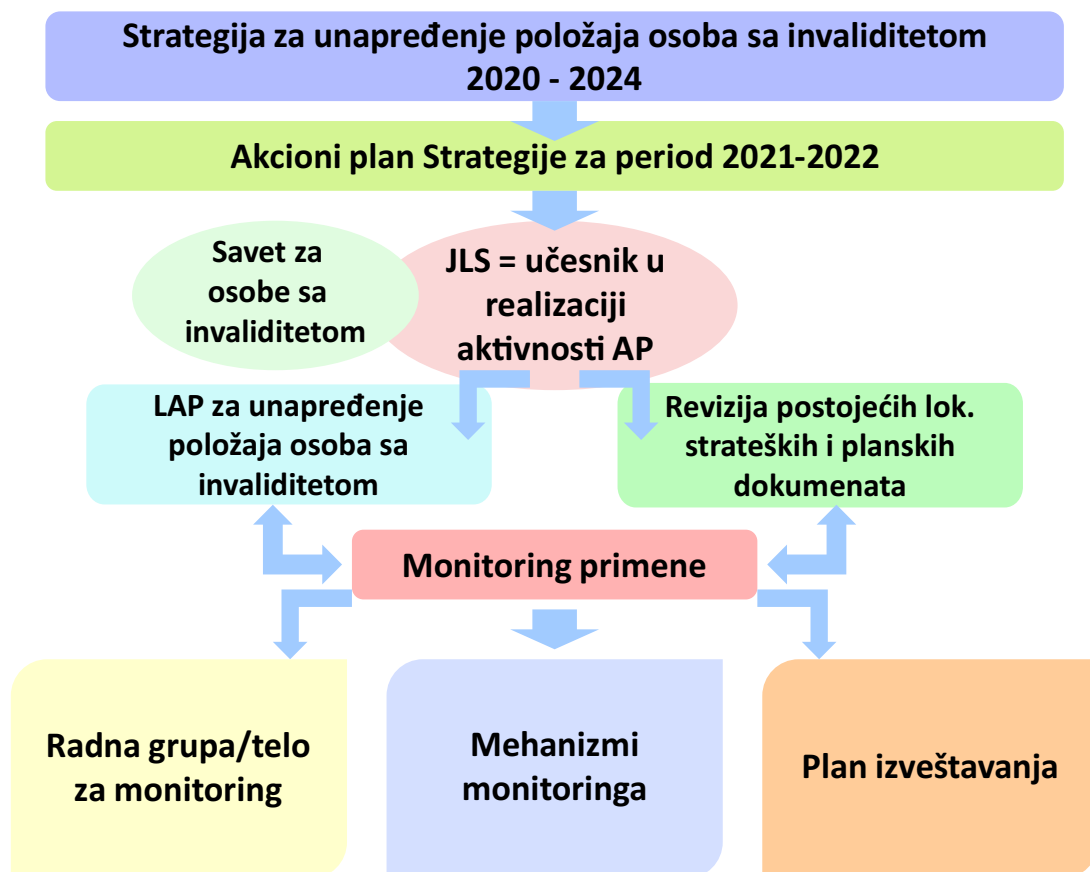 Strategija za unapređenje položaja osoba sa invaliditetom
2020 - 2024
Akcioni plan Strategije za period 2021-2022
Savet za
osobe sa
invaliditetom
JLS = učesnik u
realizaciji
aktivnosti AP
LAP za unapređenje
položaja osoba sa
invaliditetom
Revizija postojećih lok.
strateških i planskih
dokumenata
Monitoring primene
Radna grupa/telo
za monitoring
Mehanizmi
monitoringa
Plan izveštavanja